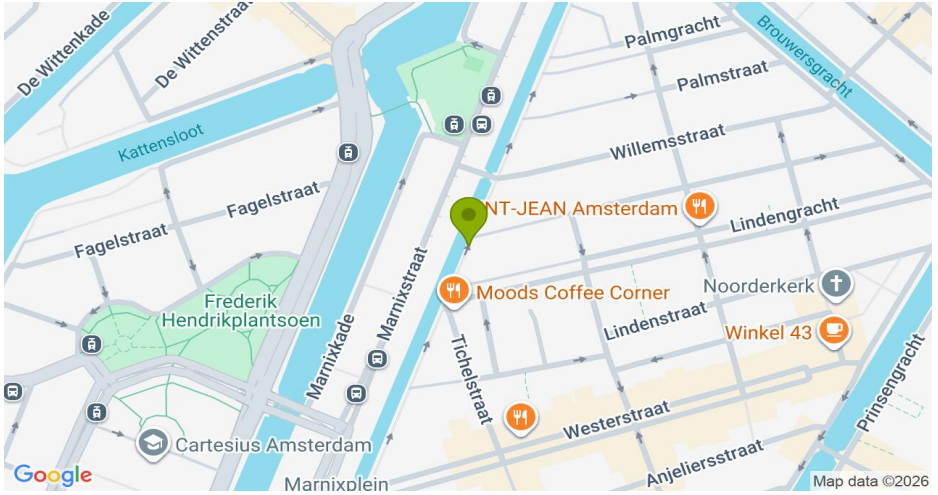 De Wittenkade
De Wittenstraat
Palmgracht
Brouwersgracht
Palmstraat
Kattensloot
Willemsstraat
Fagelstraat
Fagelstraat
NT-JEAN Amsterdam
Lindengracht
Marnixstraat
Frederik
Hendrikplantsoen
Moods Coffee Corner
Noorderkerk
Lindenstraat
Winkel 43
Marnixkade
Tichelstraat
Prinsengracht
Westerstraat
Cartesius Amsterdam
Anjeliersstraat
Marnixplein
Google
Map data ©2026